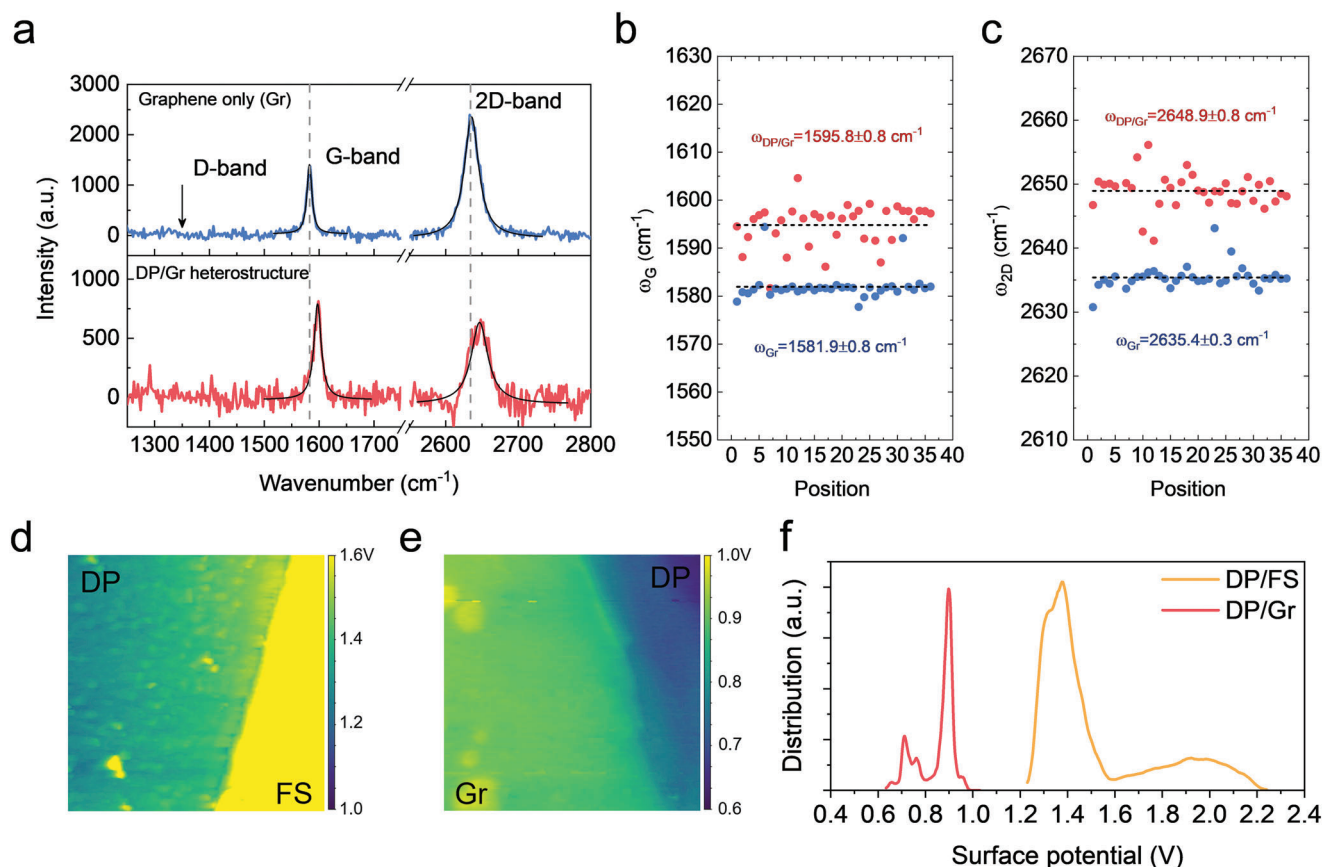 a
3000
2000
1000
0
Graphene only (Gr)
D-band
G-band
2D-band
DP/Gr heterostructure
1000
500
0
Intensity (a.u.)
1300 1400 1500 1600 1700 2600 2700 2800
Wavenumber (cm⁻¹)
b
1630
1620
1610
1600
1590
1580
1570
1560
1550
ω_G (cm⁻¹)
ω_DP/Gr=1595.8±0.8 cm⁻¹
ω_Gr=1581.9±0.8 cm⁻¹
0 5 10 15 20 25 30 35 40
Position
c
2670
2660
2650
2640
2630
2620
2610
ω_2D (cm⁻¹)
ω_DP/Gr=2648.9±0.8 cm⁻¹
ω_Gr=2635.4±0.3 cm⁻¹
0 5 10 15 20 25 30 35 40
Position
d
DP
FS
1.6V
1.4
1.2
1.0
e
DP
Gr
1.0V
0.9
0.8
0.7
0.6
f
Distribution (a.u.)
DP/FS
DP/Gr
0.4 0.6 0.8 1.0 1.2 1.4 1.6 1.8 2.0 2.2 2.4
Surface potential (V)